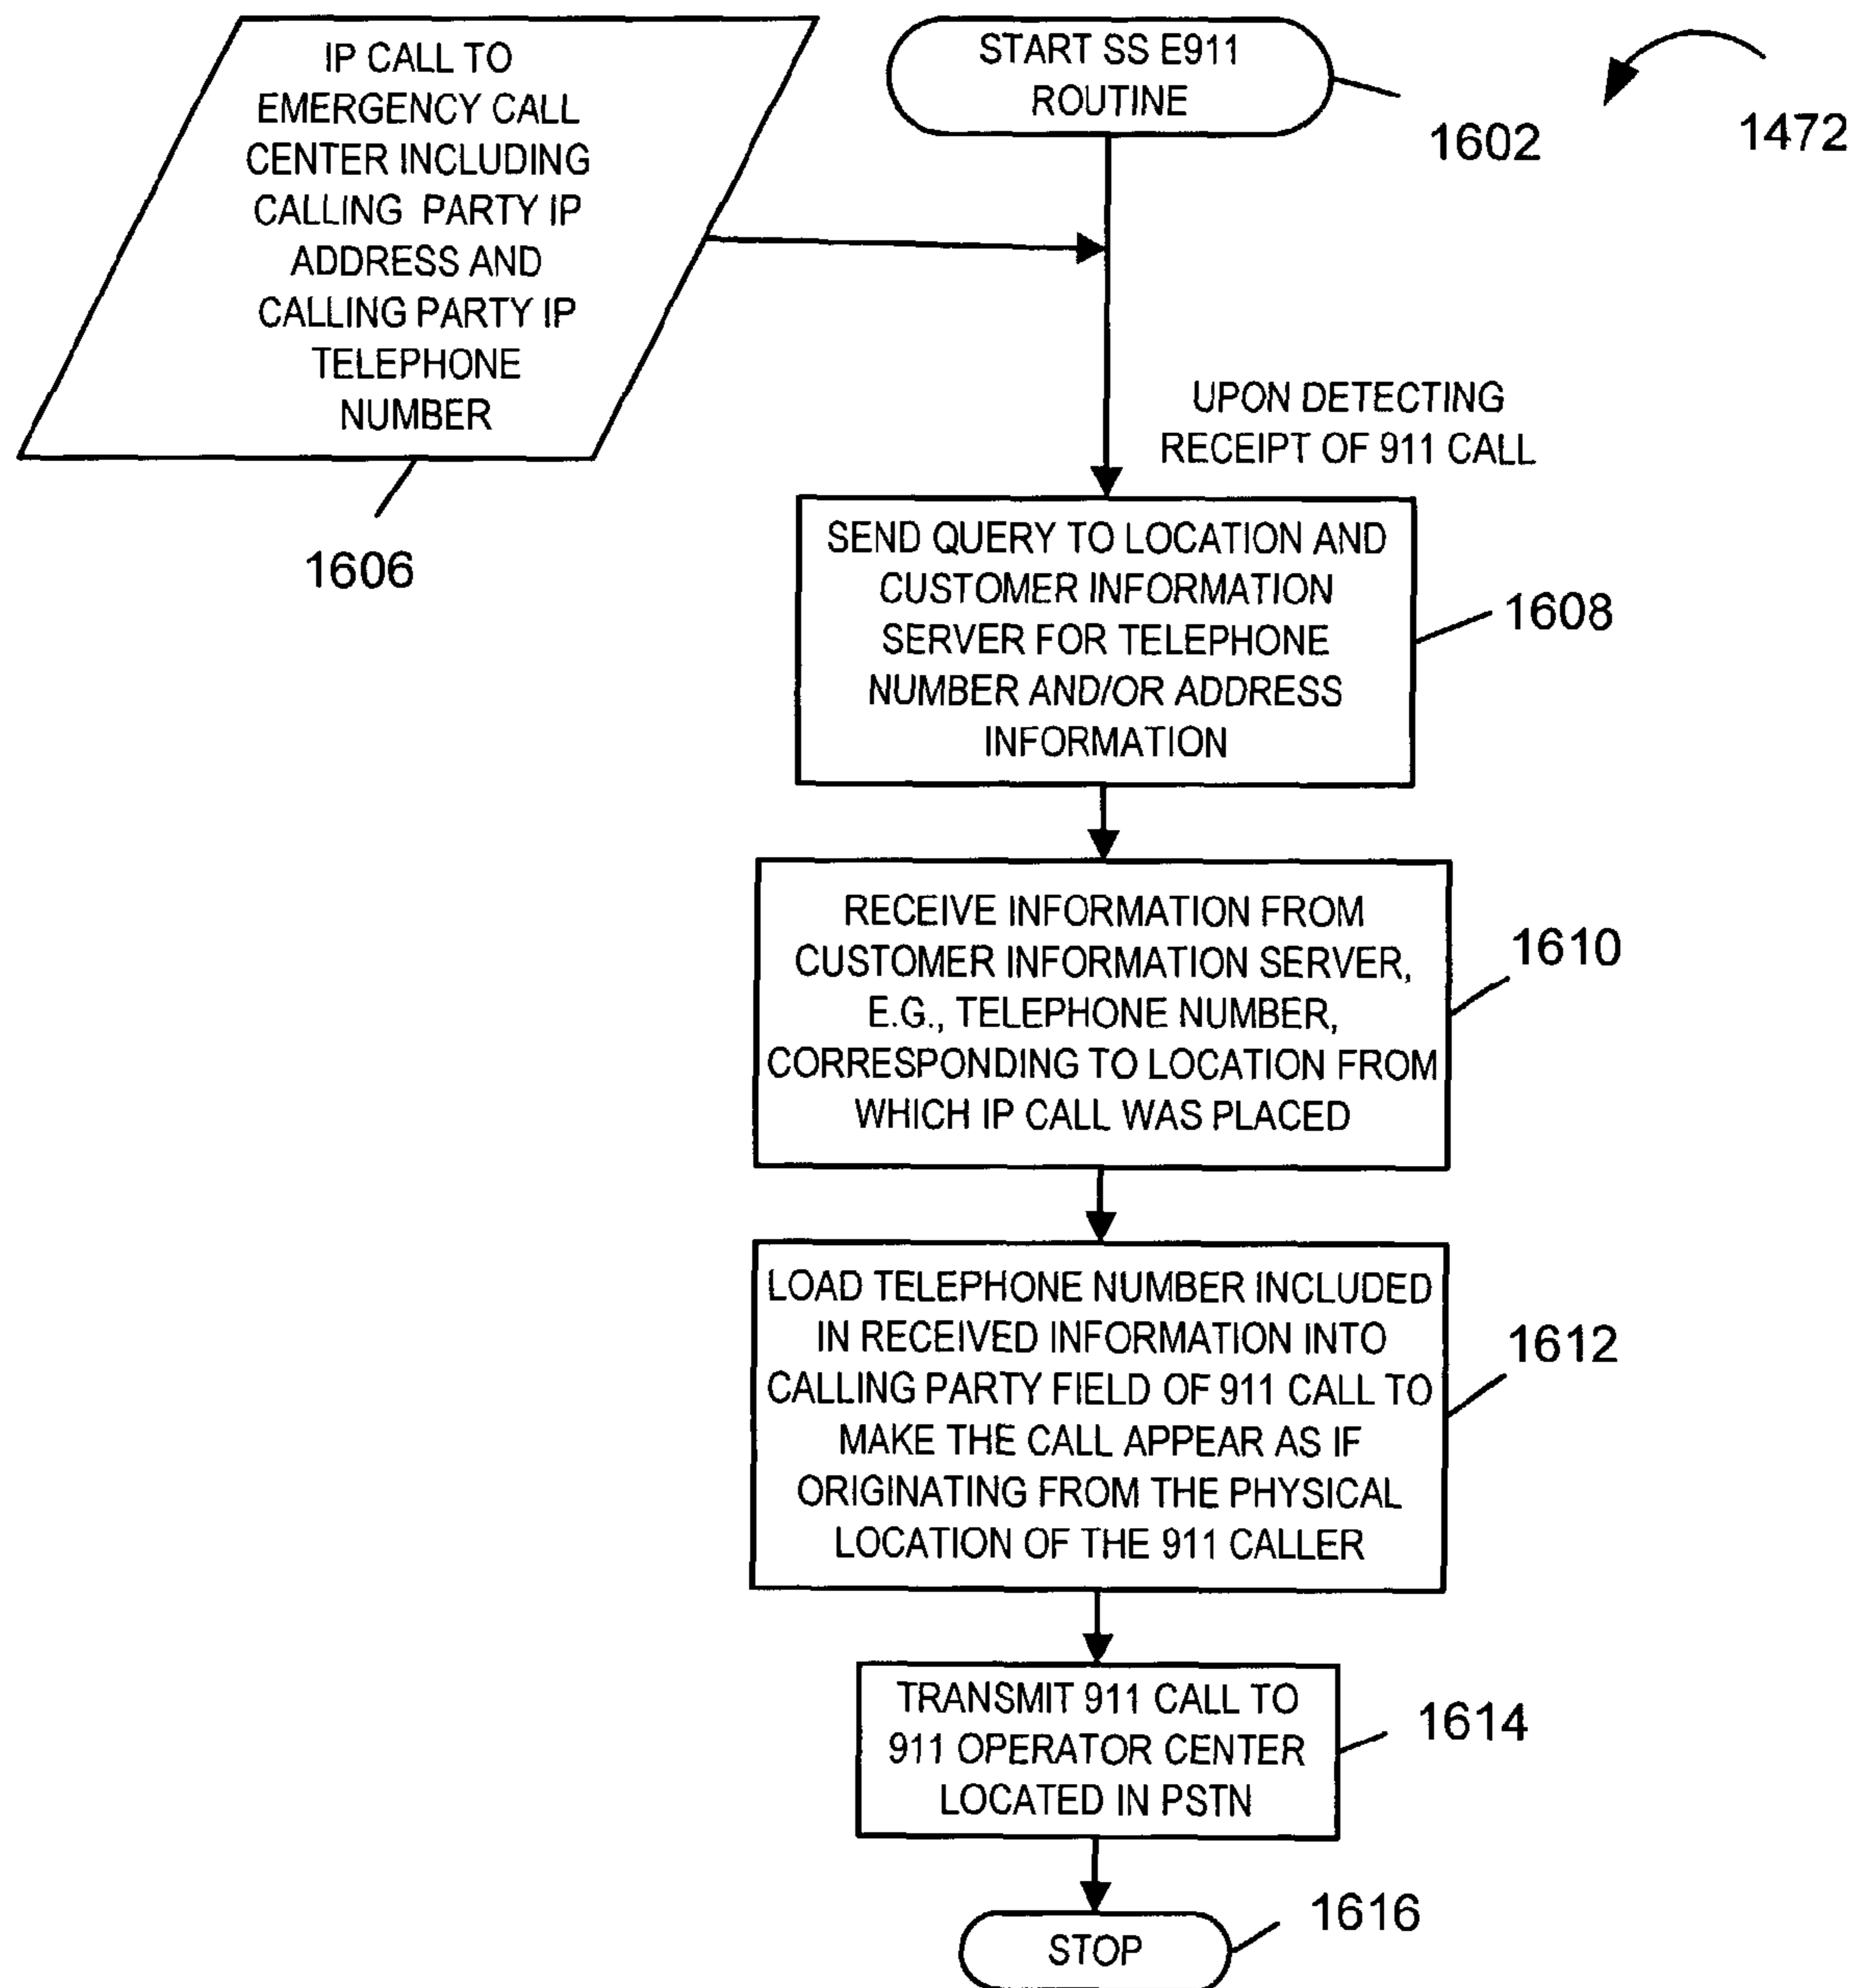 IP CALL TO
EMERGENCY CALL
CENTER INCLUDING
CALLING PARTY IP
ADDRESS AND
CALLING PARTY IP
TELEPHONE
NUMBER
1606
START SS E911
ROUTINE
1602
1472
UPON DETECTING
RECEIPT OF 911 CALL
SEND QUERY TO LOCATION AND
CUSTOMER INFORMATION
SERVER FOR TELEPHONE
NUMBER AND/OR ADDRESS
INFORMATION
1608
RECEIVE INFORMATION FROM
CUSTOMER INFORMATION SERVER,
E.G., TELEPHONE NUMBER,
CORRESPONDING TO LOCATION FROM
WHICH IP CALL WAS PLACED
1610
LOAD TELEPHONE NUMBER INCLUDED
IN RECEIVED INFORMATION INTO
CALLING PARTY FIELD OF 911 CALL TO
MAKE THE CALL APPEAR AS IF
ORIGINATING FROM THE PHYSICAL
LOCATION OF THE 911 CALLER
1612
TRANSMIT 911 CALL TO
911 OPERATOR CENTER
LOCATED IN PSTN
1614
STOP
1616